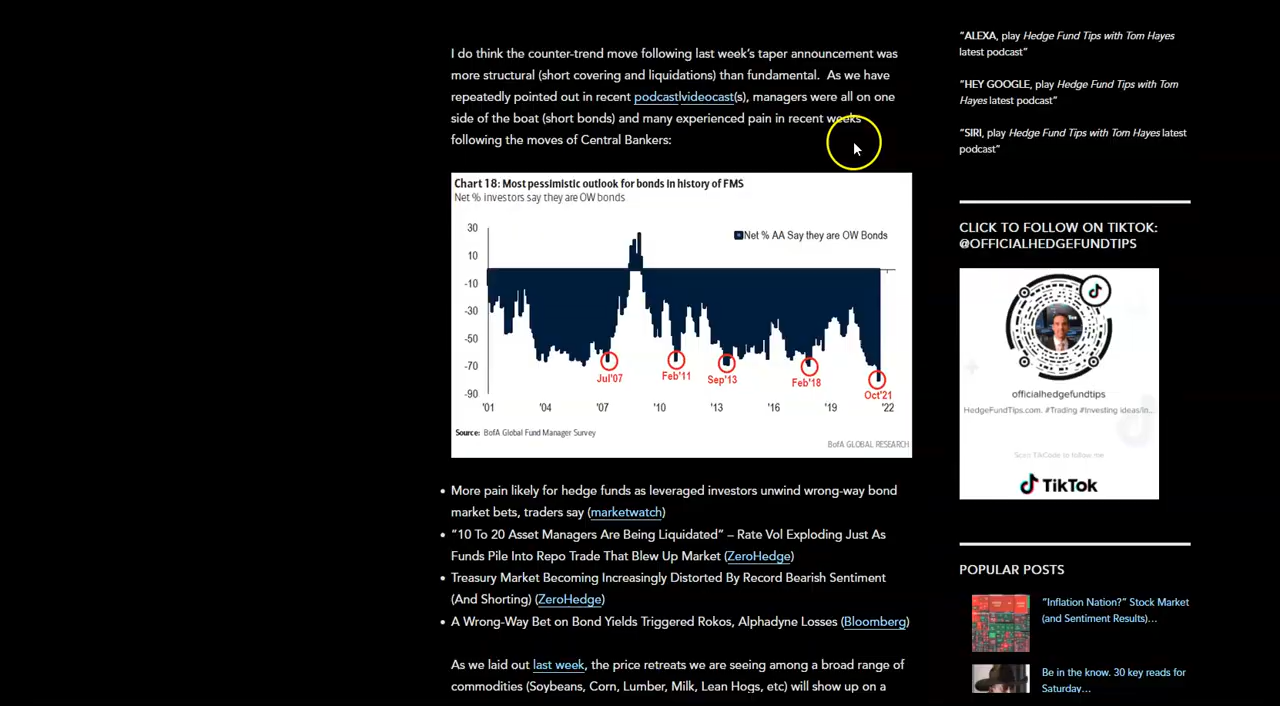 I do think the counter-trend move following last week's taper announcement was
more structural (short covering and liquidations) than fundamental. As we have
repeatedly pointed out in recent podcast|videocast(s), managers were all on one
side of the boat (short bonds) and many experienced pain in recent weeks
following the moves of Central Bankers:
Chart 18: Most pessimistic outlook for bonds in history of FMS
Net % investors say they are OW bonds
Net % AA Say they are OW Bonds
30
10
-10
-30
-50
-70
-90
Jul'07
Feb'11
Sep'13
Feb'18
Oct'21
'01
'04
'07
'10
'13
'16
'19
'22
Source: BofA Global Fund Manager Survey
BofA GLOBAL RESEARCH
• More pain likely for hedge funds as leveraged investors unwind wrong-way bond
market bets, traders say (marketwatch)
• "10 To 20 Asset Managers Are Being Liquidated" – Rate Vol Exploding Just As
Funds Pile Into Repo Trade That Blew Up Market (ZeroHedge)
• Treasury Market Becoming Increasingly Distorted By Record Bearish Sentiment
(And Shorting) (ZeroHedge)
• A Wrong-Way Bet on Bond Yields Triggered Rokos, Alphadyne Losses (Bloomberg)
As we laid out last week, the price retreats we are seeing among a broad range of
commodities (Soybeans, Corn, Lumber, Milk, Lean Hogs, etc) will show up on a
"ALEXA, play Hedge Fund Tips with Tom Hayes
latest podcast"
"HEY GOOGLE, play Hedge Fund Tips with Tom
Hayes latest podcast"
"SIRI, play Hedge Fund Tips with Tom Hayes latest
podcast"
CLICK TO FOLLOW ON TIKTOK:
@OFFICIALHEDGEFUNDTIPS
officialhedgefundtips
HedgeFundTips.com. #Trading #Investing ideas/in...
Scan TikCode to follow me
TikTok
POPULAR POSTS
"Inflation Nation?" Stock Market
(and Sentiment Results)...
Be in the know. 30 key reads for
Saturday...